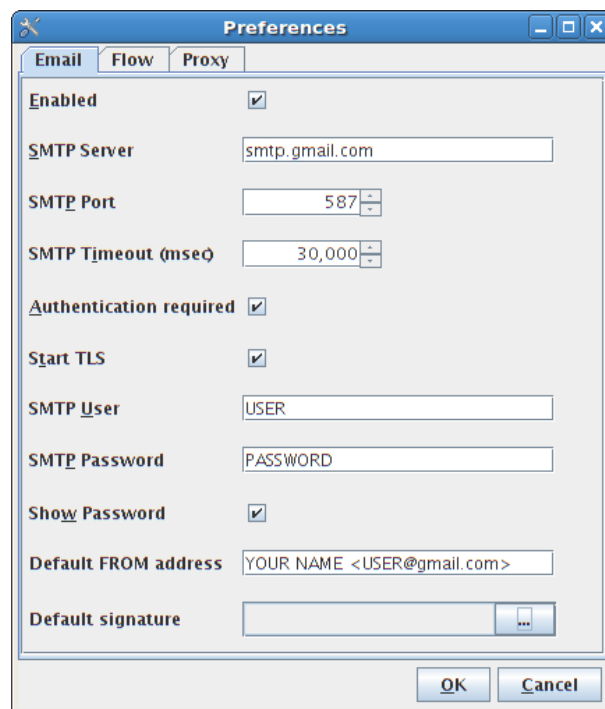 Preferences
Email Flow Proxy
Enabled
SMTP Server smtp.gmail.com
SMTP Port 587
SMTP Timeout (msec) 30,000
Authentication required
Start TLS
SMTP User USER
SMTP Password PASSWORD
Show Password
Default FROM address YOUR NAME <USER@gmail.com>
Default signature ...
OK Cancel